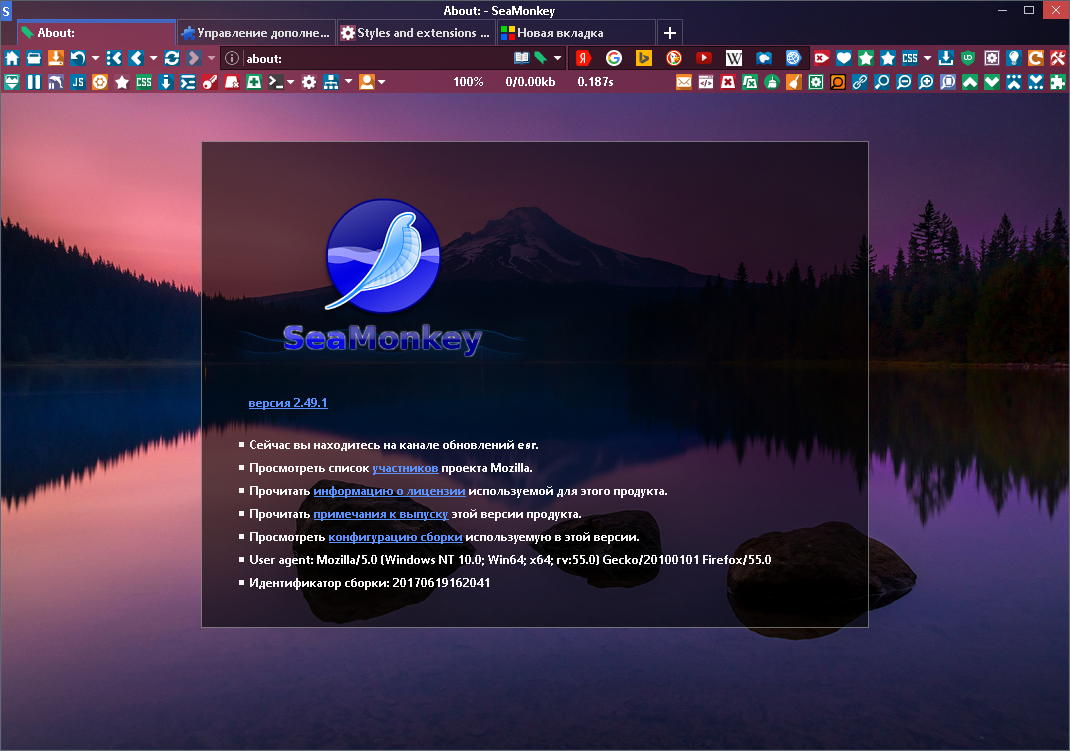 S
About: - SeaMonkey
About:
Управление дополне...
Styles and extensions ...
Новая вкладка
about:
Я
G
W
CSS
JS
CSS
100%
0/0.00kb
0.187s
SeaMonkey
версия 2.49.1
Сейчас вы находитесь на канале обновлений esr.
Просмотреть список участников проекта Mozilla.
Прочитать информацию о лицензии используемой для этого продукта.
Прочитать примечания к выпуску этой версии продукта.
Просмотреть конфигурацию сборки используемую в этой версии.
User agent: Mozilla/5.0 (Windows NT 10.0; Win64; x64; rv:55.0) Gecko/20100101 Firefox/55.0
Идентификатор сборки: 20170619162041